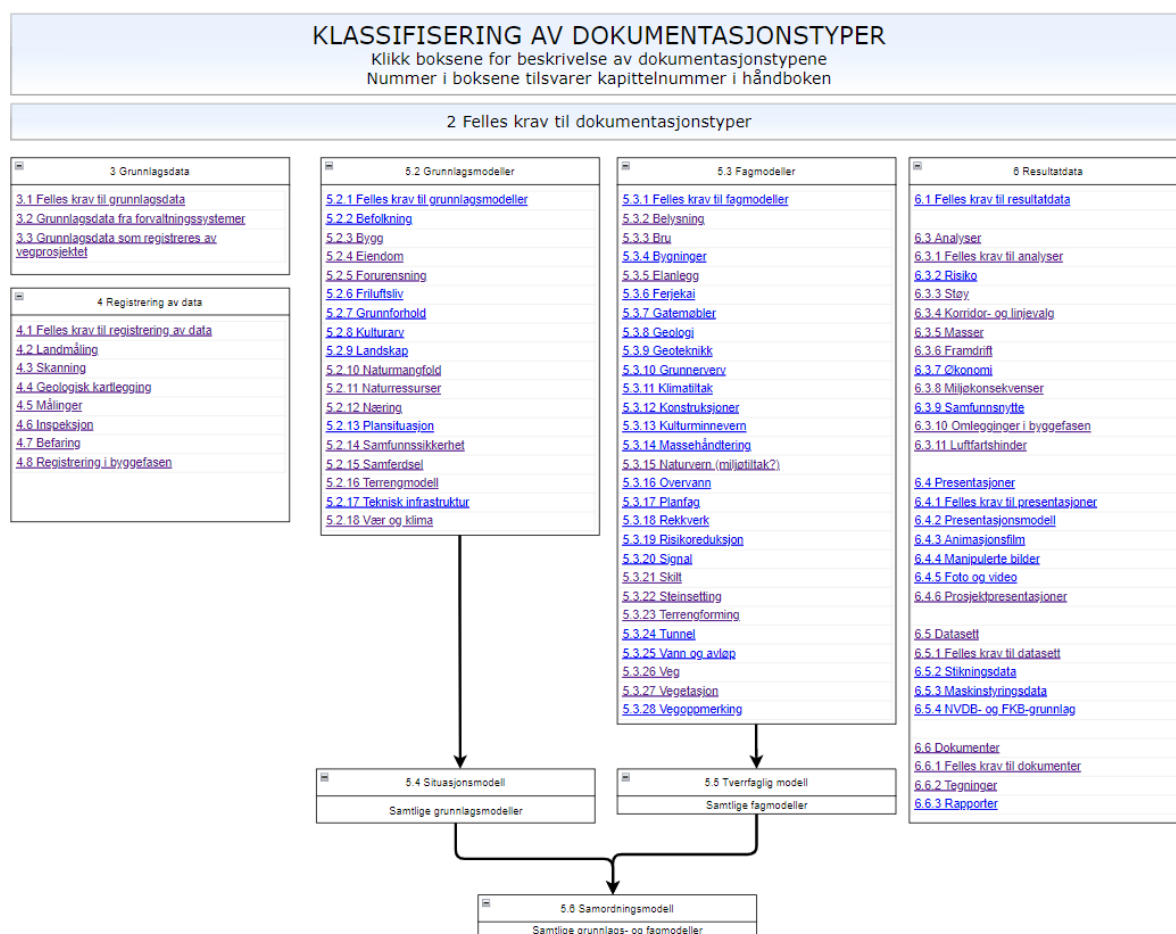 KLASSIFISERING AV DOKUMENTASJONSTYPER
Klikk boksene for beskrivelse av dokumentasjonstypene
Nummer i boksene tilsvarer kapittelnummer i håndboken
2 Felles krav til dokumentasjonstyper
3 Grunnlagsdata
3.1 Felles krav til grunnlagsdata
3.2 Grunnlagsdata fra forvaltningssystemer
3.3 Grunnlagsdata som registreres av
vegprosjektet
4 Registrering av data
4.1 Felles krav til registrering av data
4.2 Landmåling
4.3 Skanning
4.4 Geologisk kartlegging
4.5 Målinger
4.6 Inspeksjon
4.7 Befaring
4.8 Registrering i byggefasen
5.2 Grunnlagsmodeller
5.2.1 Felles krav til grunnlagsmodeller
5.2.2 Befolkning
5.2.3 Bygg
5.2.4 Eiendom
5.2.5 Forurensning
5.2.6 Friluftsliv
5.2.7 Grunnforhold
5.2.8 Kulturarv
5.2.9 Landskap
5.2.10 Naturmangfold
5.2.11 Naturressurser
5.2.12 Næring
5.2.13 Plansituasjon
5.2.14 Samfunnssikkerhet
5.2.15 Samferdsel
5.2.16 Terrengmodell
5.2.17 Teknisk infrastruktur
5.2.18 Vær og klima
5.3 Fagmodeller
5.3.1 Felles krav til fagmodeller
5.3.2 Belysning
5.3.3 Bru
5.3.4 Bygninger
5.3.5 Elanlegg
5.3.6 Ferjekai
5.3.7 Gatemøbler
5.3.8 Geologi
5.3.9 Geoteknikk
5.3.10 Grunnerverv
5.3.11 Klimatiltak
5.3.12 Konstruksjoner
5.3.13 Kulturminnevern
5.3.14 Massehåndtering
5.3.15 Naturvern (miljøtiltak?)
5.3.16 Overvann
5.3.17 Planfag
5.3.18 Rekkverk
5.3.19 Risikoreduksjon
5.3.20 Signal
5.3.21 Skilt
5.3.22 Steinsetting
5.3.23 Terrengforming
5.3.24 Tunnel
5.3.25 Vann og avløp
5.3.26 Veg
5.3.27 Vegetasjon
5.3.28 Vegoppmerking
6 Resultatdata
6.1 Felles krav til resultatdata
6.3 Analyser
6.3.1 Felles krav til analyser
6.3.2 Risiko
6.3.3 Støy
6.3.4 Korridor- og linjevalg
6.3.5 Masser
6.3.6 Framdrift
6.3.7 Økonomi
6.3.8 Miljøkonsekvenser
6.3.9 Samfunnsnytte
6.3.10 Omlegginger i byggefasen
6.3.11 Luftfartshinder
6.4 Presentasjoner
6.4.1 Felles krav til presentasjoner
6.4.2 Presentasjonsmodell
6.4.3 Animasjonsfilm
6.4.4 Manipulerte bilder
6.4.5 Foto og video
6.4.6 Prosjektpresentasjoner
6.5 Datasett
6.5.1 Felles krav til datasett
6.5.2 Stikningsdata
6.5.3 Maskinstyringsdata
6.5.4 NVDB- og FKB-grunnlag
6.6 Dokumenter
6.6.1 Felles krav til dokumenter
6.6.2 Tegninger
6.6.3 Rapporter
5.4 Situasjonsmodell
Samtlige grunnlagsmodeller
5.5 Tverrfaglig modell
Samtlige fagmodeller
5.6 Samordningsmodell
Samtlige grunnlags- og fagmodeller